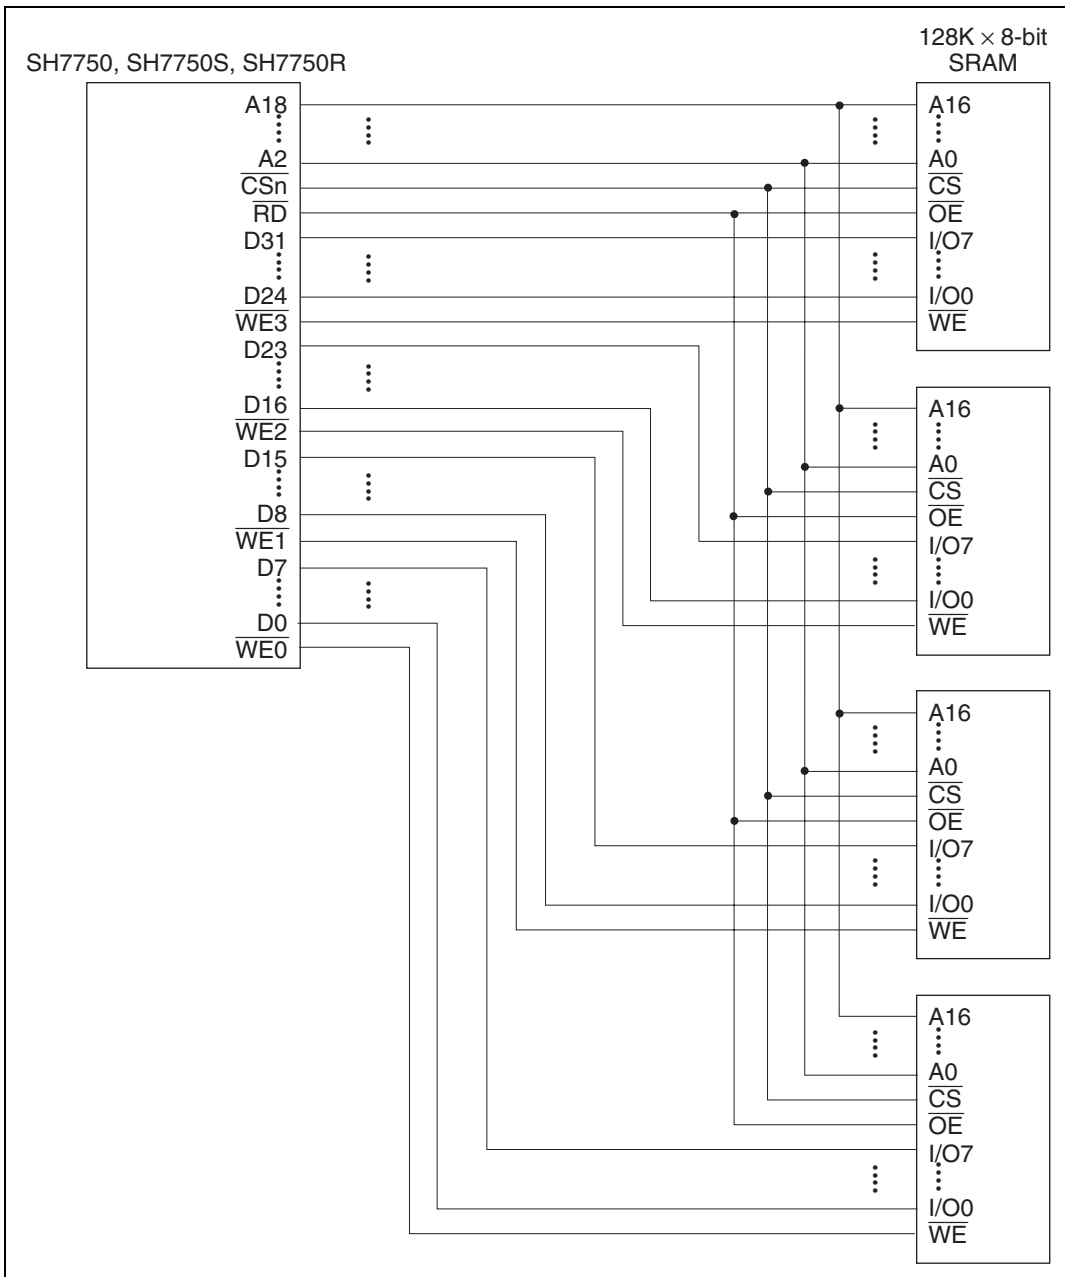 128K × 8-bit
SH7750, SH7750S, SH7750R
SRAM
A18
A2
CSn
RD
D31
D24
WE3
D23
D16
WE2
D15
D8
WE1
D7
D0
WE0
A16
A0
CS
OE
I/O7
I/O0
WE
A16
A0
CS
OE
I/O7
I/O0
WE
A16
A0
CS
OE
I/O7
I/O0
WE
A16
A0
CS
OE
I/O7
I/O0
WE